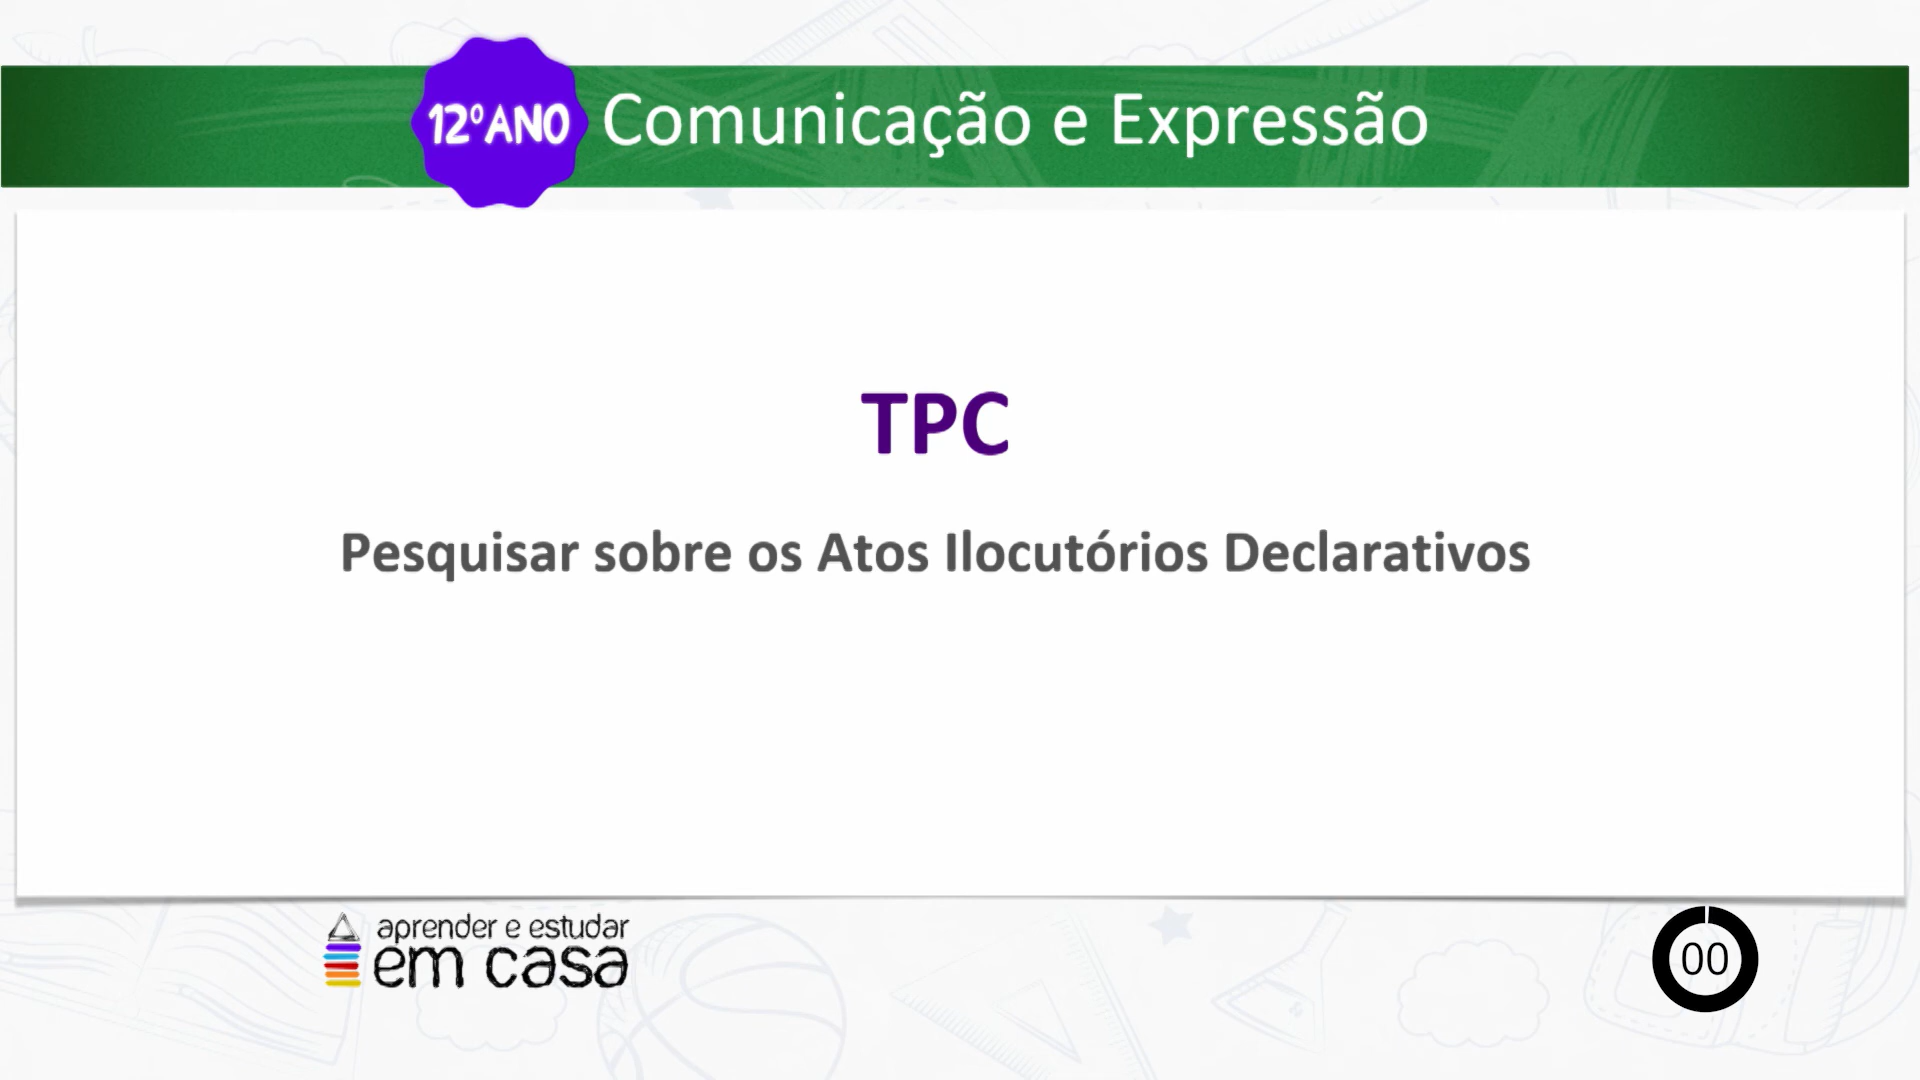 12ºANO Comunicação e Expressão
TPC
Pesquisar sobre os Atos Ilocutórios Declarativos
aprender e estudar
em casa
00